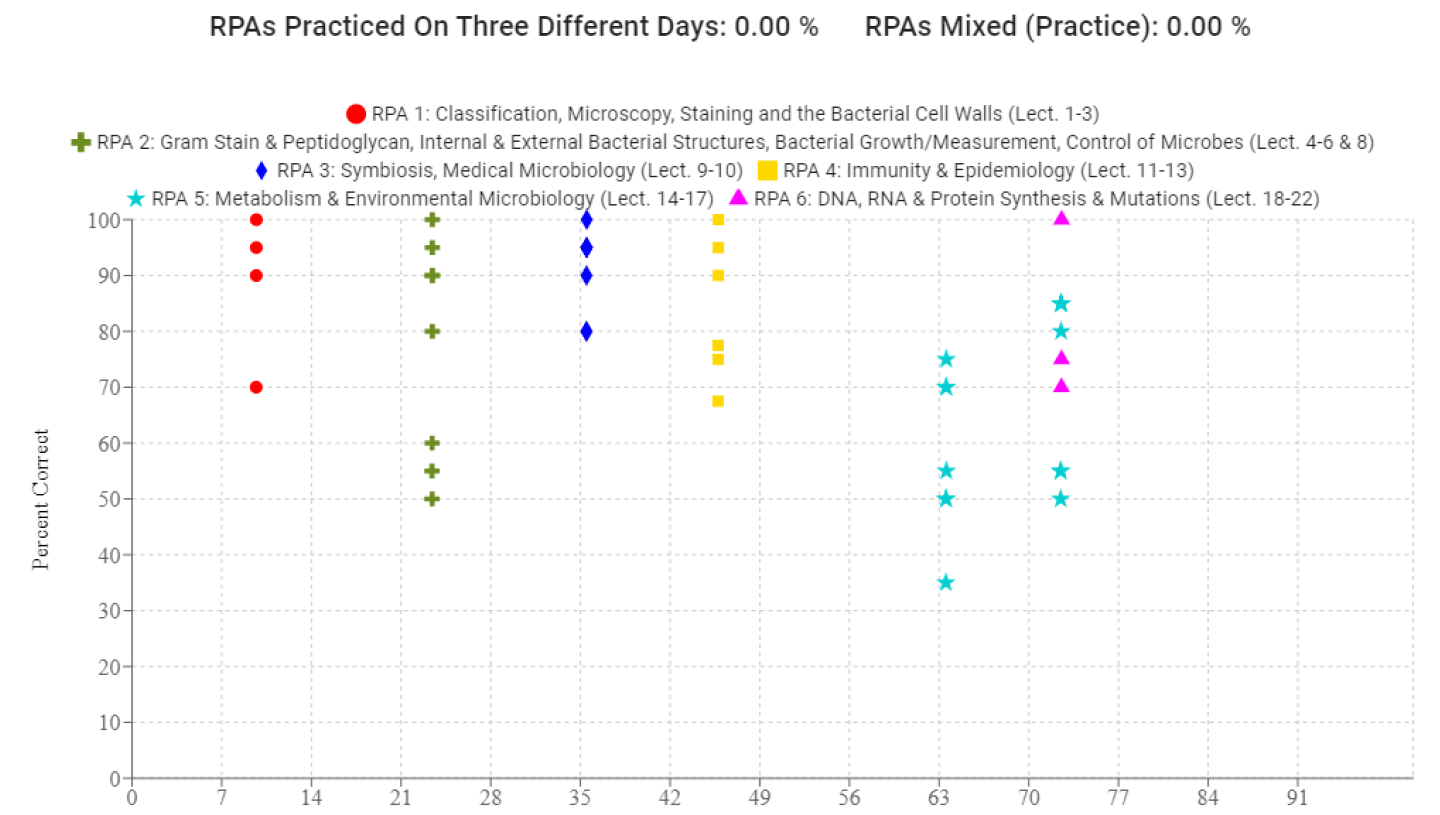 RPAs Practiced On Three Different Days: 0.00 % RPAs Mixed (Practice): 0.00 %
RPA 1: Classification, Microscopy, Staining and the Bacterial Cell Walls (Lect. 1-3)
RPA 2: Gram Stain & Peptidoglycan, Internal & External Bacterial Structures, Bacterial Growth/Measurement, Control of Microbes (Lect. 4-6 & 8)
RPA 3: Symbiosis, Medical Microbiology (Lect. 9-10) RPA 4: Immunity & Epidemiology (Lect. 11-13)
RPA 5: Metabolism & Environmental Microbiology (Lect. 14-17) RPA 6: DNA, RNA & Protein Synthesis & Mutations (Lect. 18-22)
100
90
80
70
60
50
40
30
20
10
0
Percent Correct
0 7 14 21 28 35 42 49 56 63 70 77 84 91